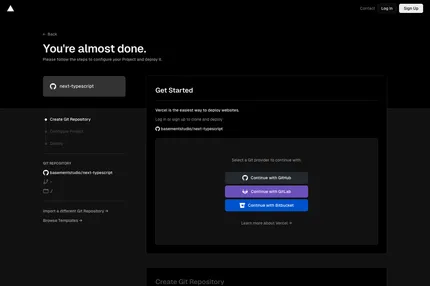 Contact
Log In
Sign Up
← Back
You're almost done.
Please follow the steps to configure your Project and deploy it.
next-typescript
Create Git Repository
Configure Project
Deploy
GIT REPOSITORY
basementstudio/next-typescript
Import a different Git Repository →
Browse Templates →
Get Started
Vercel is the easiest way to deploy websites.
Log in or sign up to clone and deploy
basementstudio/next-typescript
Select a Git provider to continue with:
Continue with GitHub
Continue with GitLab
Continue with Bitbucket
Learn more about Vercel →
Create Git Repository